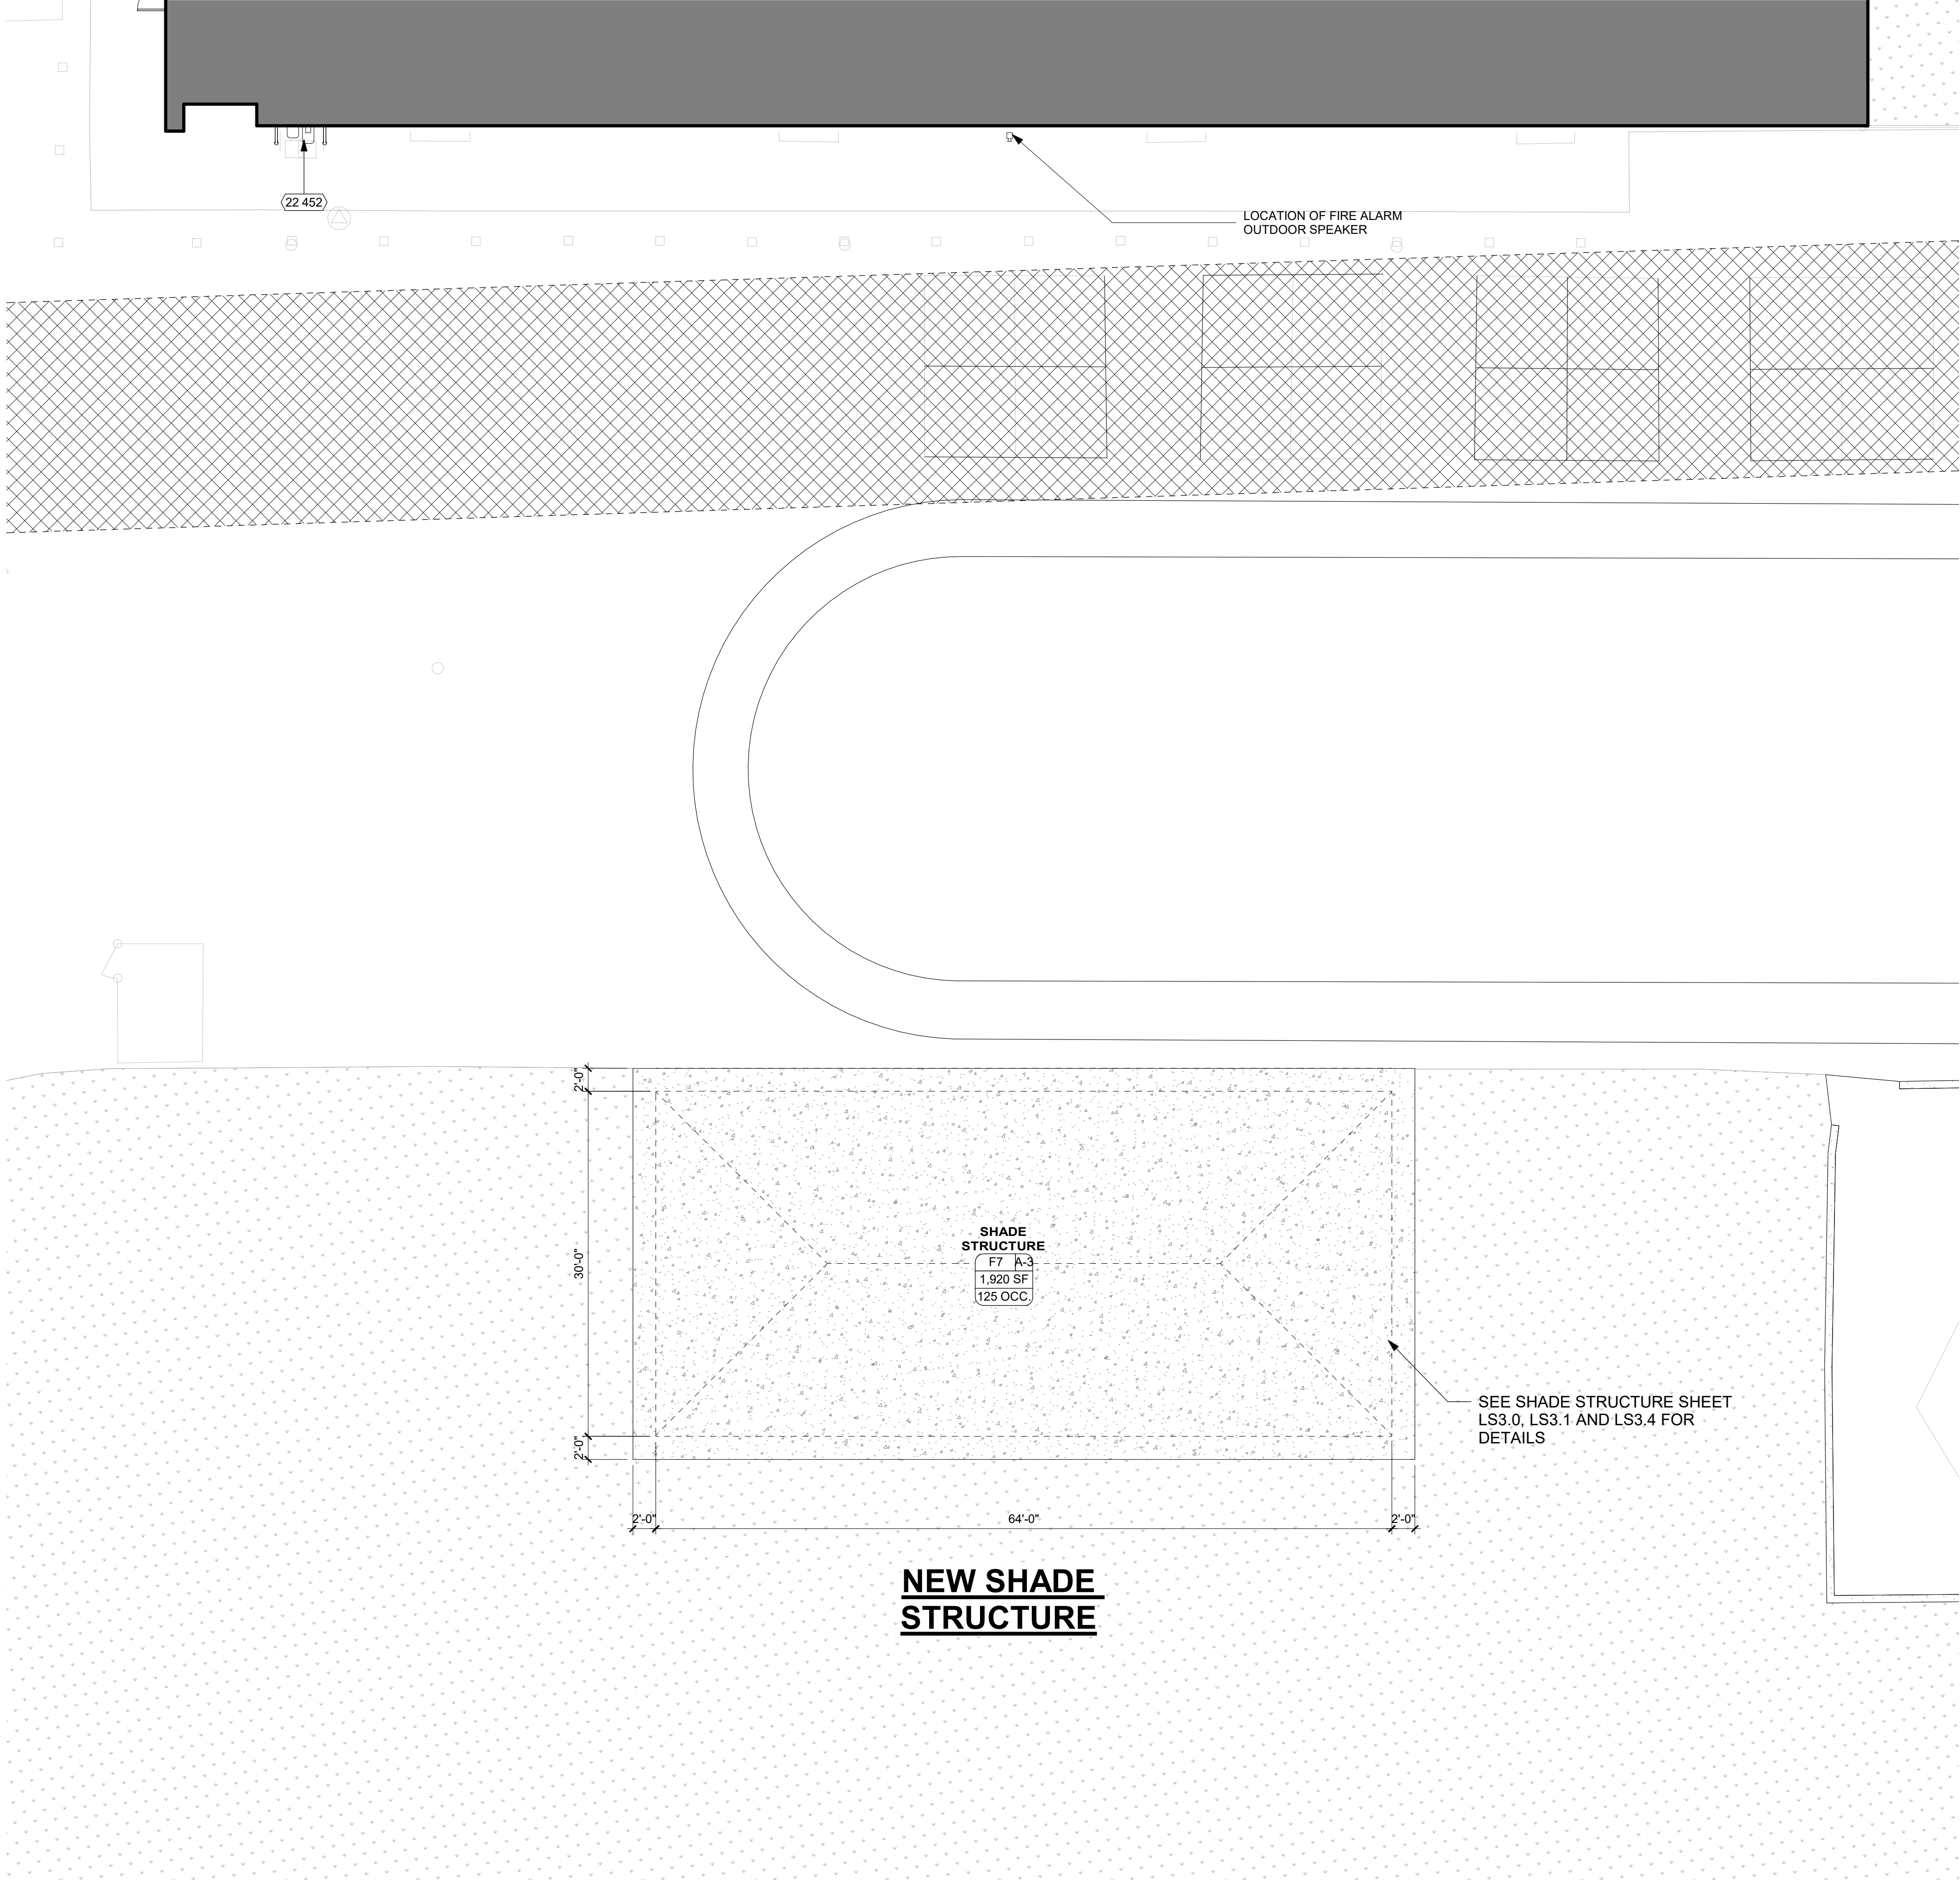 22 452
LOCATION OF FIRE ALARM
OUTDOOR SPEAKER
2'-0"
30'-0"
2'-0"
SHADE
STRUCTURE
F7 A-3
1,920 SF
125 OCC.
SEE SHADE STRUCTURE SHEET
LS3.0, LS3.1 AND LS3.4 FOR
DETAILS
2'-0" 64'-0" 2'-0"
NEW SHADE
STRUCTURE